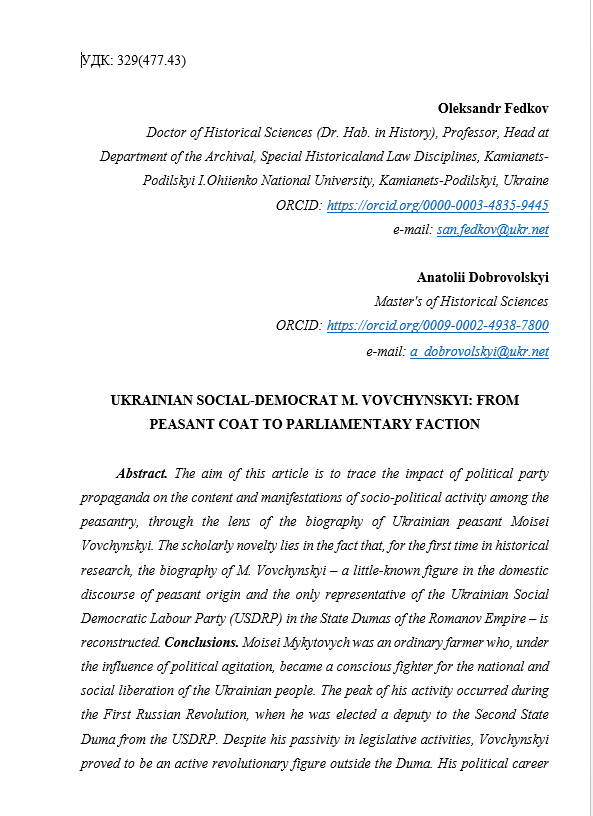 УДК: 329(477.43)
Oleksandr Fedkov
Doctor of Historical Sciences (Dr. Hab. in History), Professor, Head at
Department of the Archival, Special Historicaland Law Disciplines, Kamianets-
Podilskyi I.Ohiienko National University, Kamianets-Podilskyi, Ukraine
ORCID: https://orcid.org/0000-0003-4835-9445
e-mail: san.fedkov@ukr.net
Anatolii Dobrovolskyi
Master's of Historical Sciences
ORCID: https://orcid.org/0009-0002-4938-7800
e-mail: a_dobrovolskyi@ukr.net
UKRAINIAN SOCIAL-DEMOCRAT M. VOVCHYNSKYI: FROM
PEASANT COAT TO PARLIAMENTARY FACTION
Abstract. The aim of this article is to trace the impact of political party
propaganda on the content and manifestations of socio-political activity among the
peasantry, through the lens of the biography of Ukrainian peasant Moisei
Vovchynskyi. The scholarly novelty lies in the fact that, for the first time in historical
research, the biography of M. Vovchynskyi – a little-known figure in the domestic
discourse of peasant origin and the only representative of the Ukrainian Social
Democratic Labour Party (USDRP) in the State Dumas of the Romanov Empire – is
reconstructed. Conclusions. Moisei Mykytovych was an ordinary farmer who, under
the influence of political agitation, became a conscious fighter for the national and
social liberation of the Ukrainian people. The peak of his activity occurred during
the First Russian Revolution, when he was elected a deputy to the Second State
Duma from the USDRP. Despite his passivity in legislative activities, Vovchynskyi
proved to be an active revolutionary figure outside the Duma. His political career